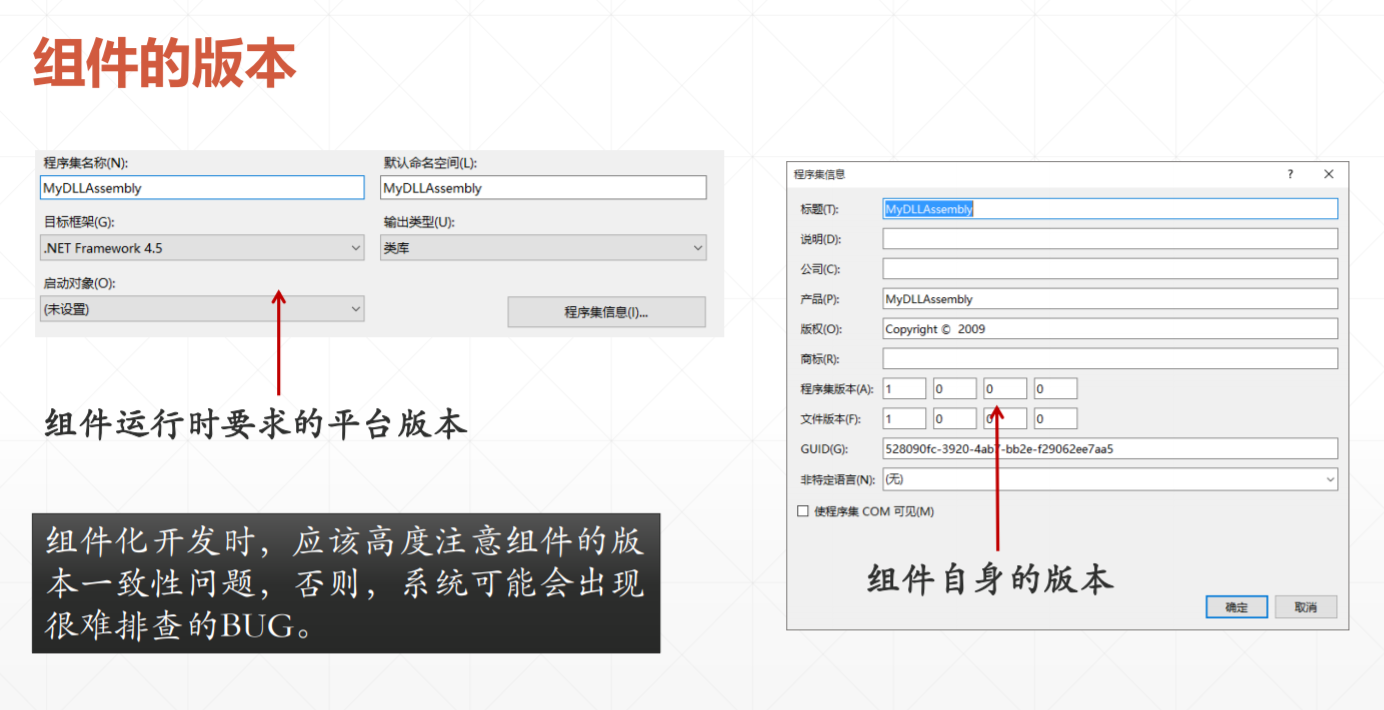 组件的版本
程序集名称(N):
默认命名空间(L):
MyDLLAssembly
MyDLLAssembly
目标框架(G):
输出类型(U):
.NET Framework 4.5
类库
启动对象(O):
(未设置)
程序集信息(I)...
组件运行时要求的平台版本
组件化开发时，应该高度注意组件的版
本一致性问题，否则，系统可能会出现
很难排查的BUG。
程序集信息
?
标题(T):
MyDLLAssembly
说明(D):
公司(C):
产品(P):
MyDLLAssembly
版权(O):
Copyright © 2009
商标(R):
程序集版本(A):
1 0 0 0
文件版本(F):
1 0 0 0
GUID(G):
528090fc-3920-4ab7-bb2e-f29062ee7aa5
非特定语言(N):
(无)
使程序集 COM 可见(M)
组件自身的版本
确定
取消